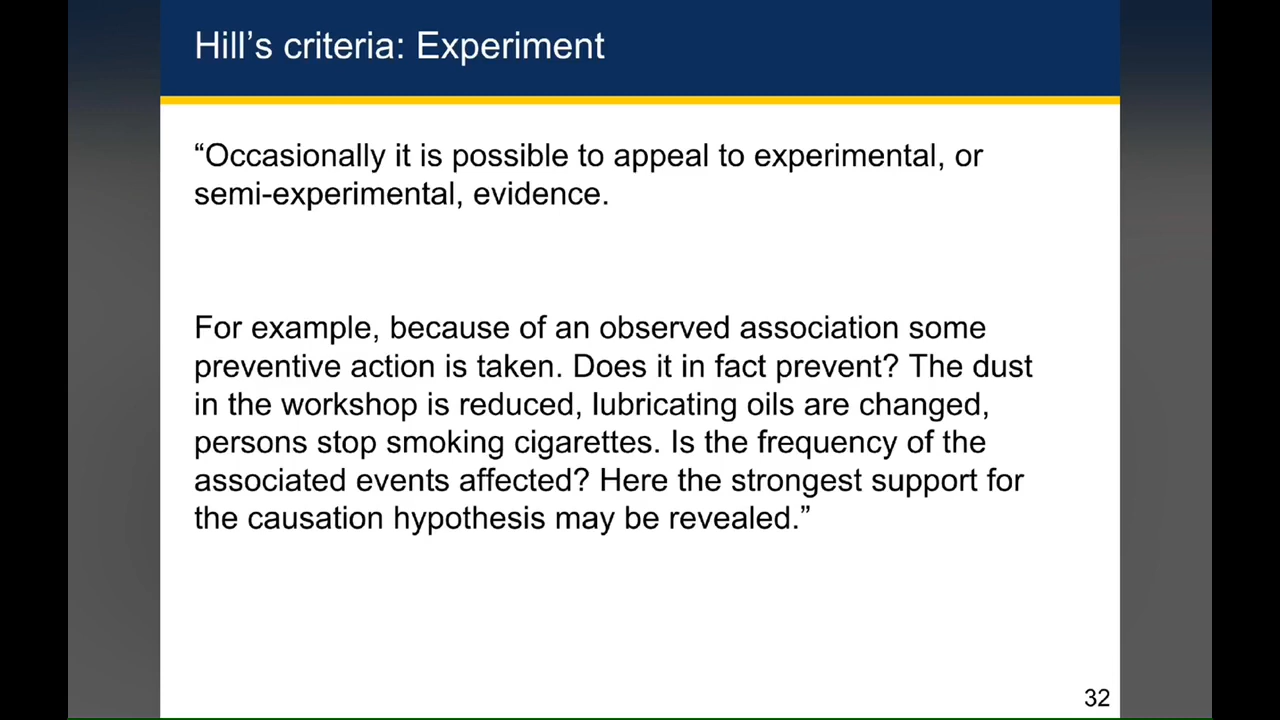 Hill’s criteria: Experiment
“Occasionally it is possible to appeal to experimental, or
semi-experimental, evidence.
For example, because of an observed association some
preventive action is taken. Does it in fact prevent? The dust
in the workshop is reduced, lubricating oils are changed,
persons stop smoking cigarettes. Is the frequency of the
associated events affected? Here the strongest support for
the causation hypothesis may be revealed.”
32